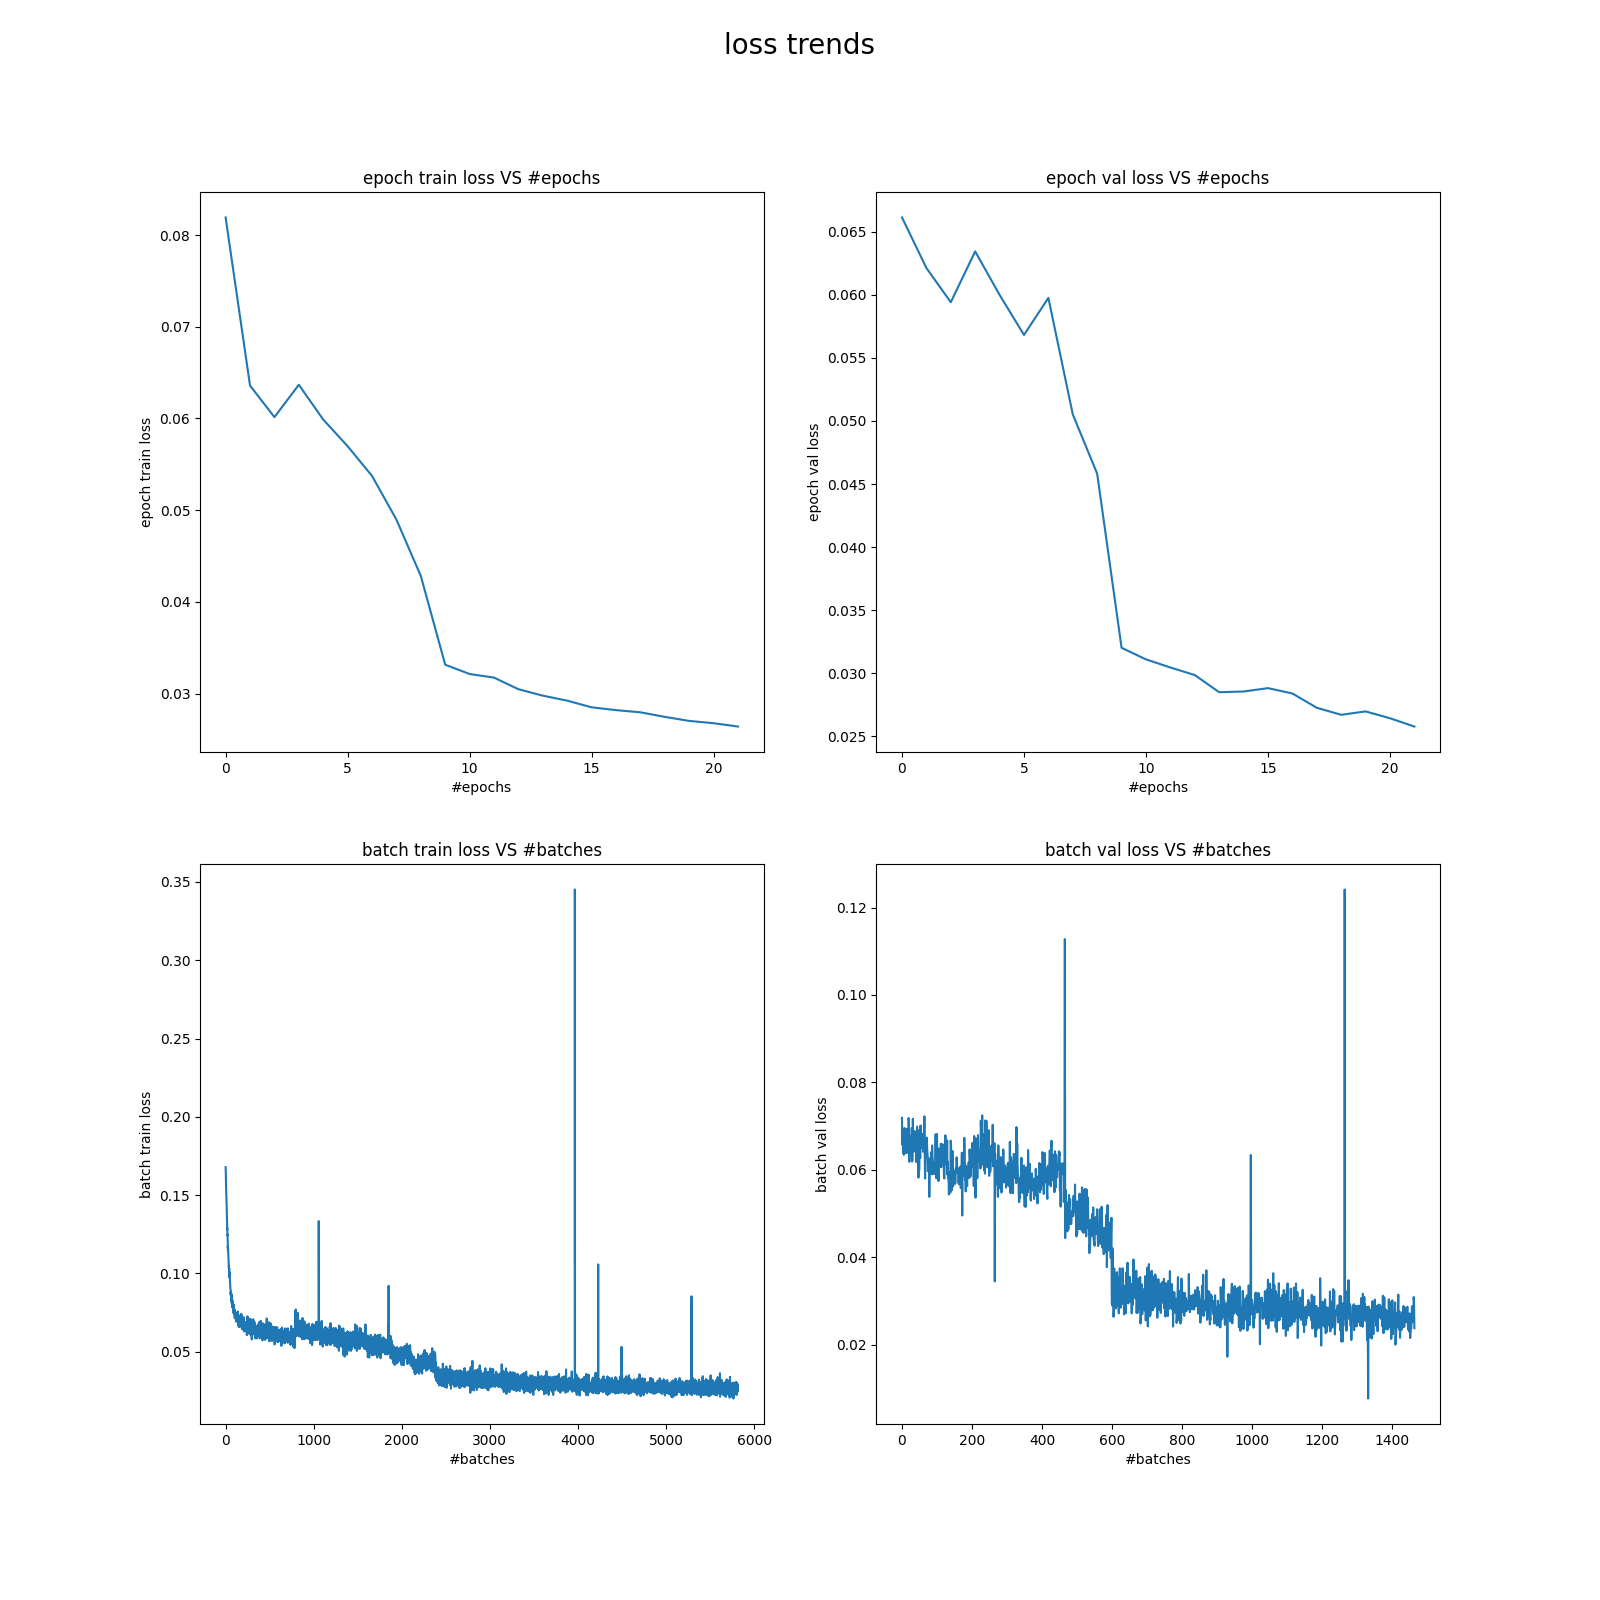 loss trends
epoch train loss VS #epochs
epoch train loss
0.08
0.07
0.06
0.05
0.04
0.03
0 5 10 15 20
#epochs
epoch val loss VS #epochs
epoch val loss
0.065
0.060
0.055
0.050
0.045
0.040
0.035
0.030
0.025
0 5 10 15 20
#epochs
batch train loss VS #batches
batch train loss
0.35
0.30
0.25
0.20
0.15
0.10
0.05
0 1000 2000 3000 4000 5000 6000
#batches
batch val loss VS #batches
batch val loss
0.12
0.10
0.08
0.06
0.04
0.02
0 200 400 600 800 1000 1200 1400
#batches